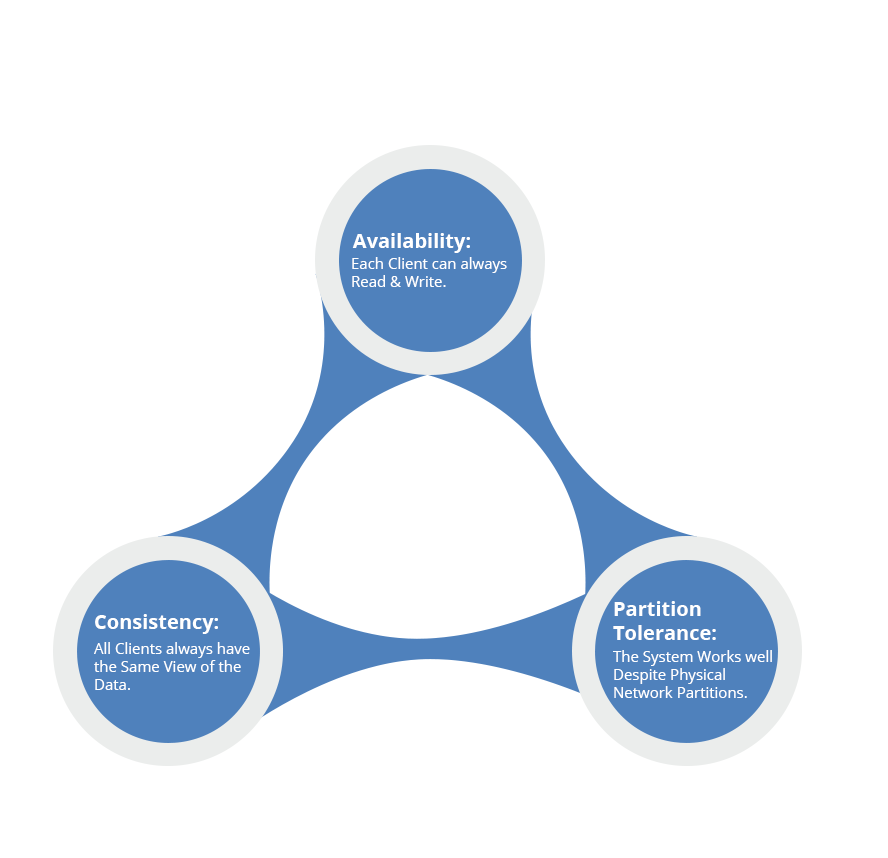 Availability:
Each Client can always
Read & Write.
Consistency:
All Clients always have
the Same View of the
Data.
Partition
Tolerance:
The System Works well
Despite Physical
Network Partitions.